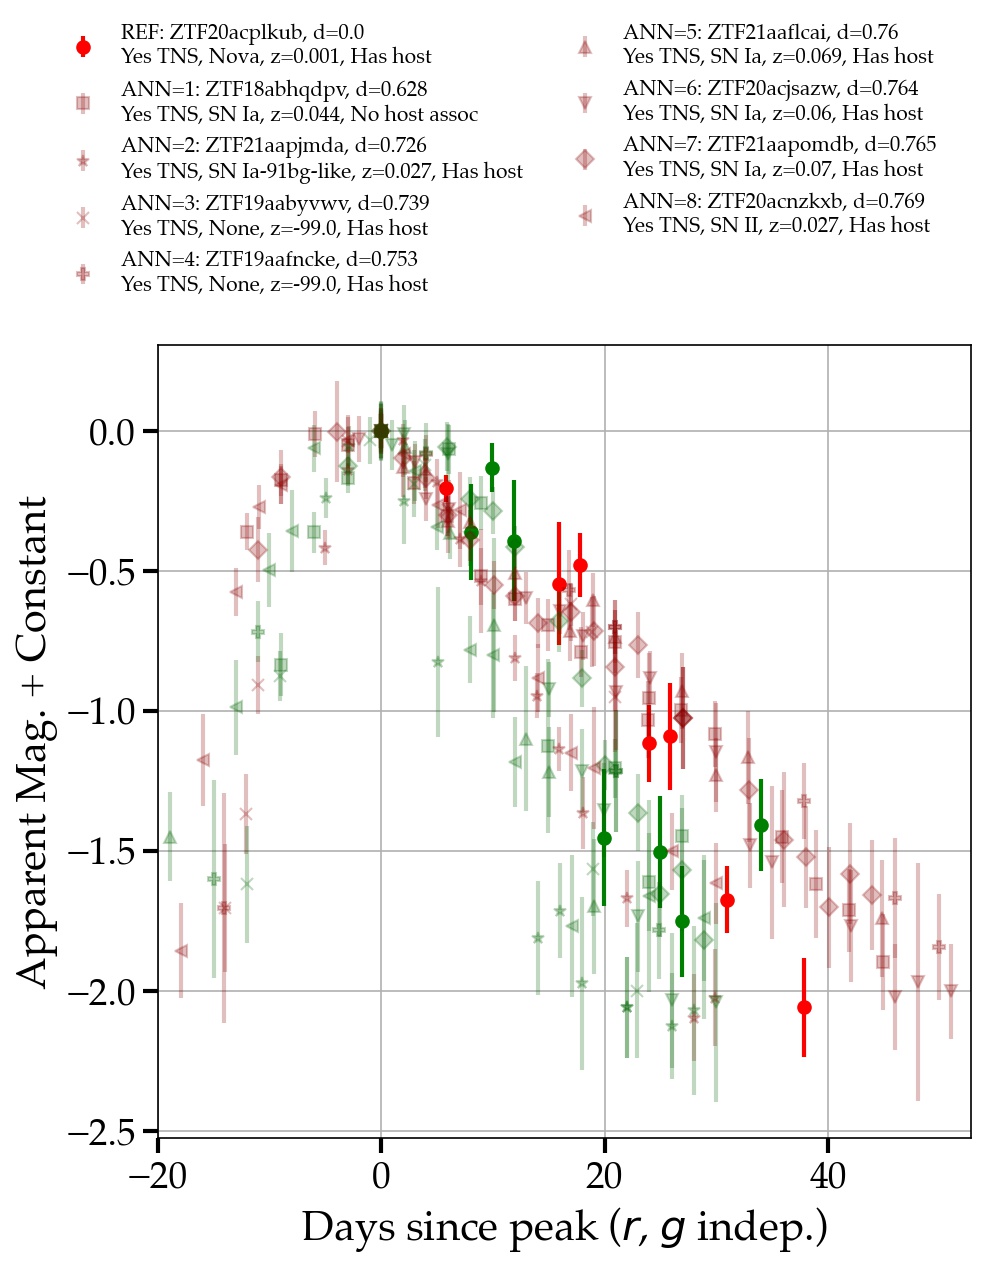 REF: ZTF20acplkub, d=0.0
Yes TNS, Nova, z=0.001, Has host
ANN=1: ZTF18abhqdpv, d=0.628
Yes TNS, SN Ia, z=0.044, No host assoc
ANN=2: ZTF21aapjmda, d=0.726
Yes TNS, SN Ia-91bg-like, z=0.027, Has host
ANN=3: ZTF19aabyvwv, d=0.739
Yes TNS, None, z=-99.0, Has host
ANN=4: ZTF19aafncke, d=0.753
Yes TNS, None, z=-99.0, Has host
ANN=5: ZTF21aaflcai, d=0.76
Yes TNS, SN Ia, z=0.069, Has host
ANN=6: ZTF20acjsazw, d=0.764
Yes TNS, SN Ia, z=0.06, Has host
ANN=7: ZTF21aapomdb, d=0.765
Yes TNS, SN Ia, z=0.07, Has host
ANN=8: ZTF20acnzkxb, d=0.769
Yes TNS, SN II, z=0.027, Has host
Apparent Mag. + Constant
0.0
−0.5
−1.0
−1.5
−2.0
−2.5
−20
0
20
40
Days since peak (r, g indep.)